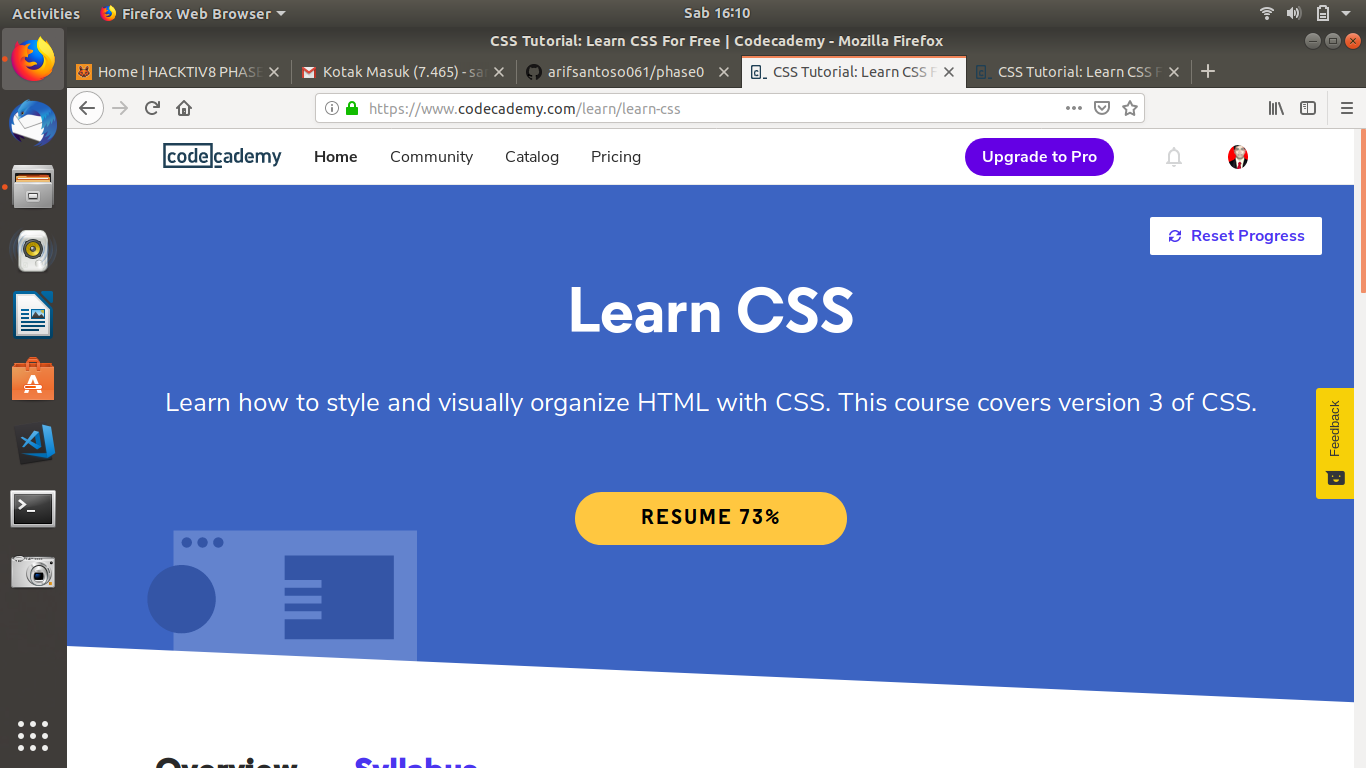 Activities
Firefox Web Browser
Sab 16:10
CSS Tutorial: Learn CSS For Free | Codecademy - Mozilla Firefox
Home | HACKTIV8 PHASE
Kotak Masuk (7.465) - sa
arifsantoso061/phase0
CSS Tutorial: Learn CSS F
CSS Tutorial: Learn CSS F
https://www.codecademy.com/learn/learn-css
codecademy
Home
Community
Catalog
Pricing
Upgrade to Pro
Reset Progress
Learn CSS
Learn how to style and visually organize HTML with CSS. This course covers version 3 of CSS.
Feedback
RESUME 73%
Overview
Syllabus